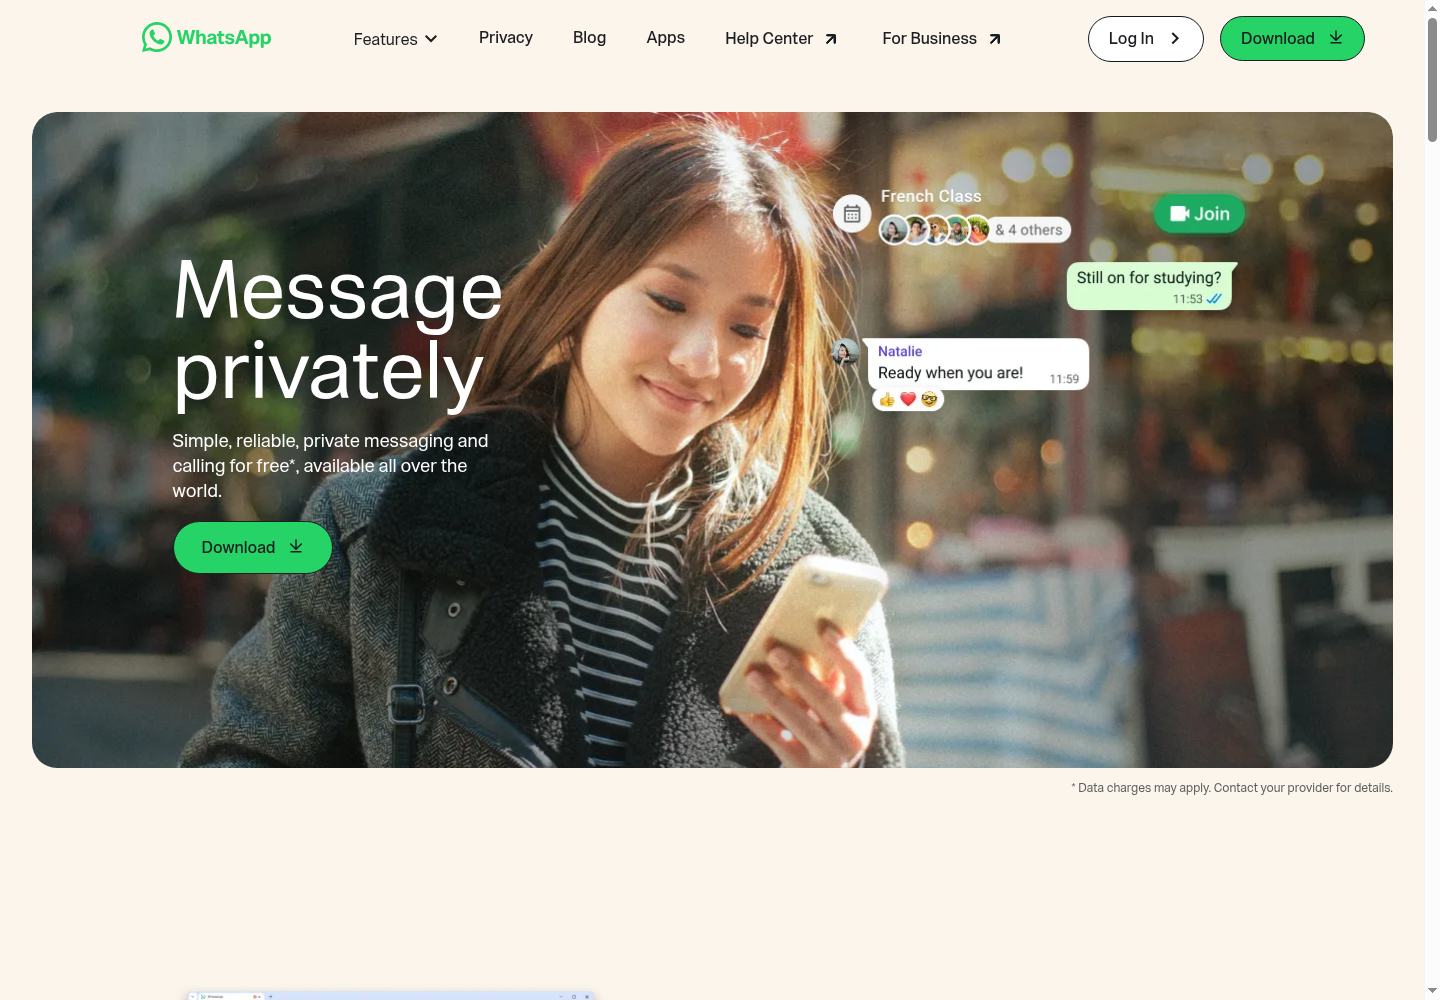 WhatsApp
Features
Privacy
Blog
Apps
Help Center
For Business
Log In
Download
Message
privately
Simple, reliable, private messaging and
calling for free*, available all over the
world.
Download
French Class
& 4 others
Join
Still on for studying?
11:53
Natalie
Ready when you are!
11:59
* Data charges may apply. Contact your provider for details.